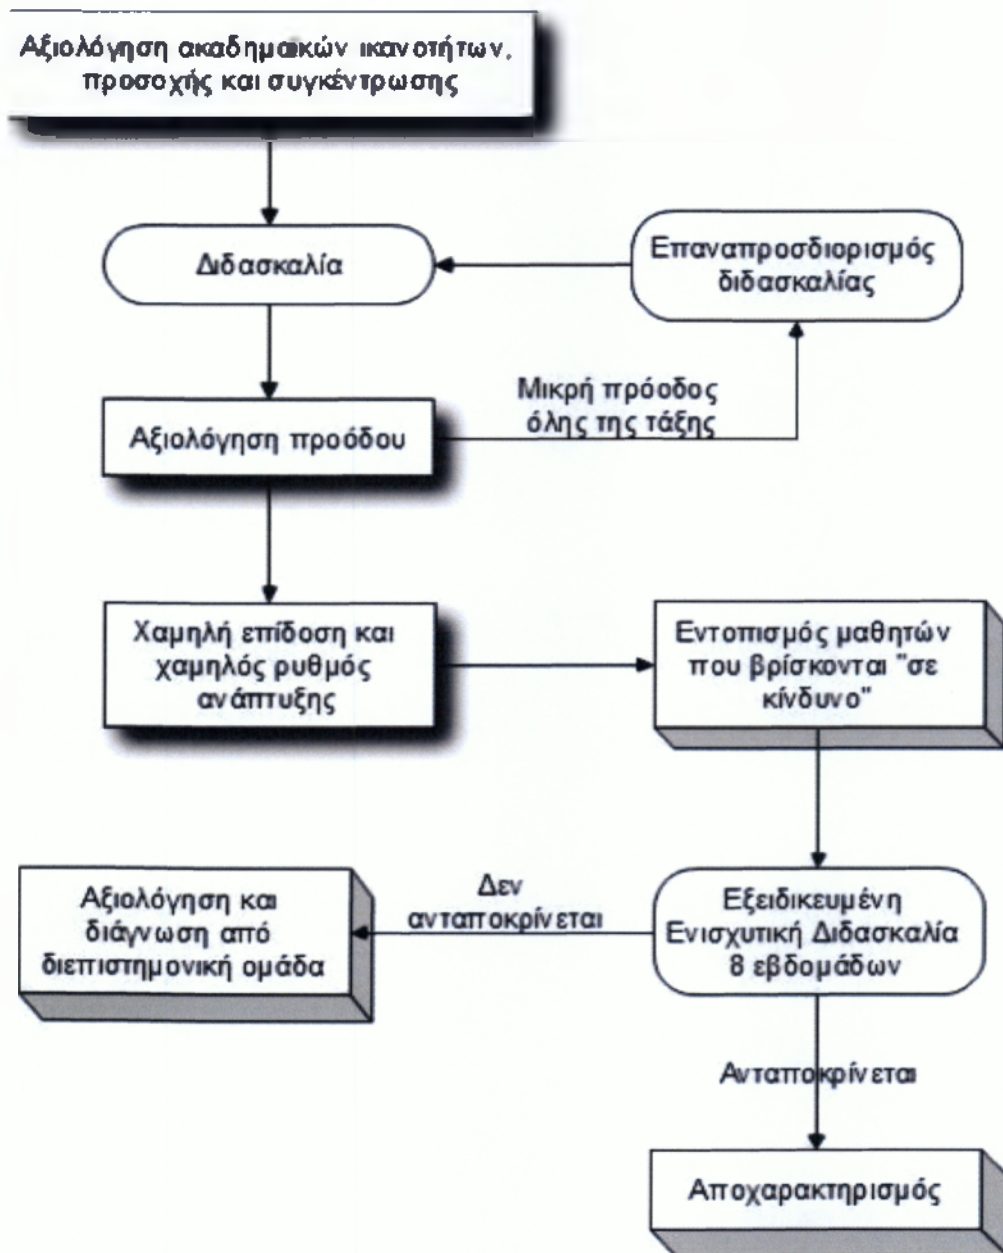 Αξιολόγηση ακαδημαικών ικανοτήτων,
προσοχής και συγκέντρωσης
Διδασκαλία
Επαναπροσδιορισμός
διδασκαλίας
Μικρή πρόοδος
όλης της τάξης
Αξιολόγηση προόδου
Χαμηλή επίδοση και
χαμηλός ρυθμός
ανάπτυξης
Εντοπισμός μαθητών
που βρίσκονται "σε
κίνδυνο"
Αξιολόγηση και
διάγνωση από
διεπιστημονική ομάδα
Δεν
ανταποκρίνεται
Εξειδικευμένη
Ενισχυτική Διδασκαλία
8 εβδομάδων
Ανταποκρίνεται
Αποχαρακτηρισμός